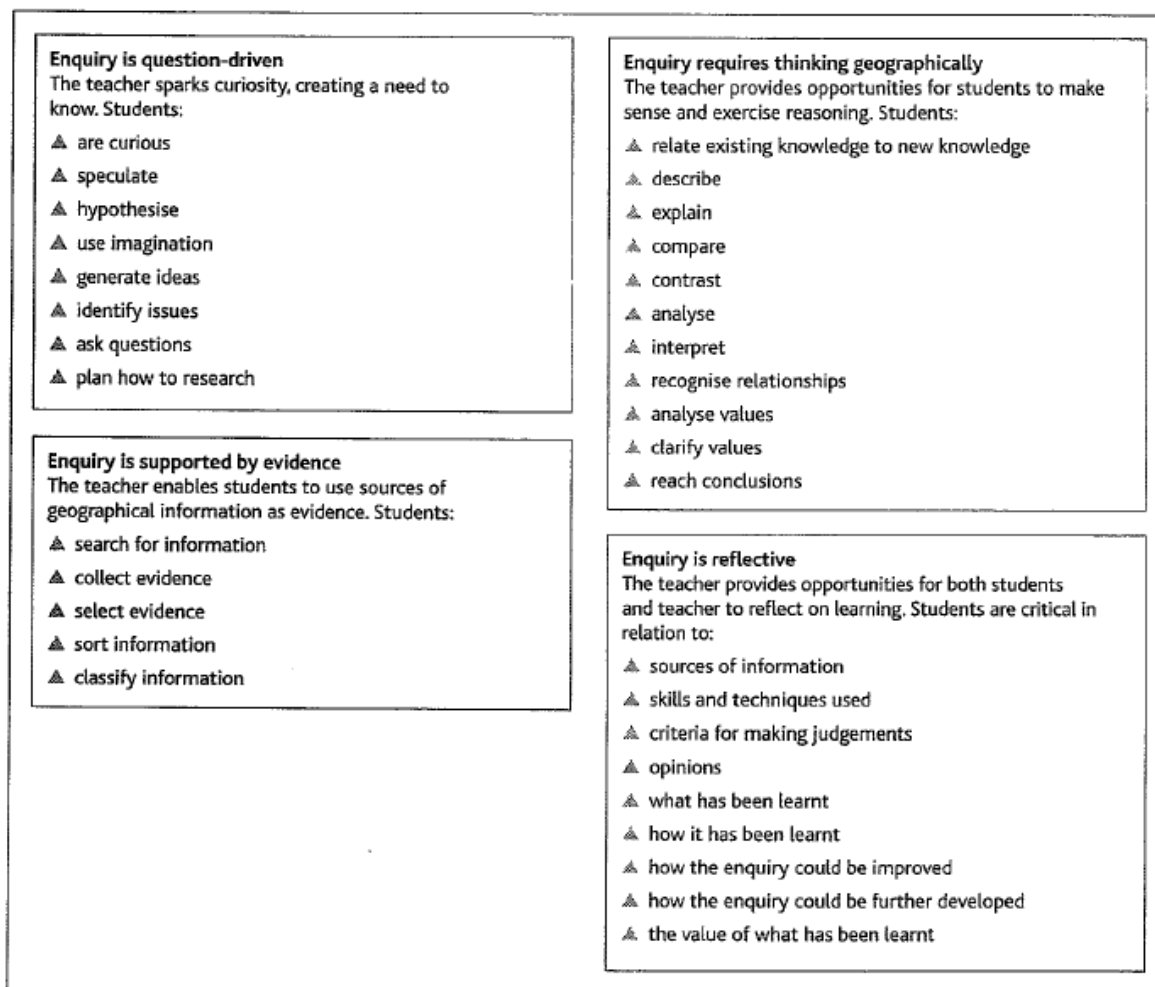 Enquiry is question-driven
The teacher sparks curiosity, creating a need to
know. Students:
are curious
speculate
hypothesise
use imagination
generate ideas
identify issues
ask questions
plan how to research
Enquiry is supported by evidence
The teacher enables students to use sources of
geographical information as evidence. Students:
search for information
collect evidence
select evidence
sort information
classify information
Enquiry requires thinking geographically
The teacher provides opportunities for students to make
sense and exercise reasoning. Students:
relate existing knowledge to new knowledge
describe
explain
compare
contrast
analyse
interpret
recognise relationships
analyse values
clarify values
reach conclusions
Enquiry is reflective
The teacher provides opportunities for both students
and teacher to reflect on learning. Students are critical in
relation to:
sources of information
skills and techniques used
criteria for making judgements
opinions
what has been learnt
how it has been learnt
how the enquiry could be improved
how the enquiry could be further developed
the value of what has been learnt